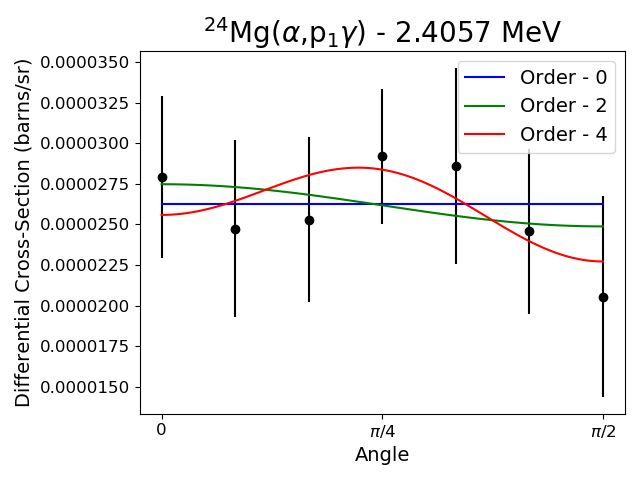 ²⁴Mg(α,p₁γ) - 2.4057 MeV
Differential Cross-Section (barns/sr)
0.0000350
0.0000325
0.0000300
0.0000275
0.0000250
0.0000225
0.0000200
0.0000175
0.0000150
Order - 0
Order - 2
Order - 4
0
π/4
π/2
Angle